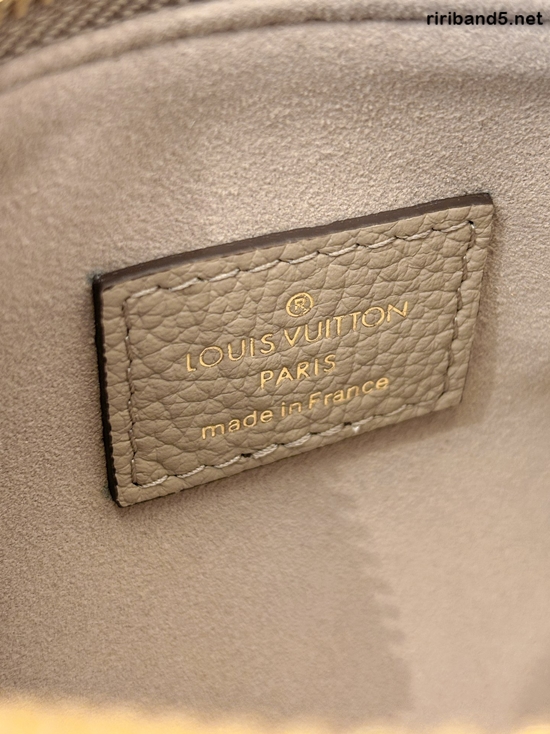 ririband5.net
®
LOUIS VUITTON
PARIS
made in France